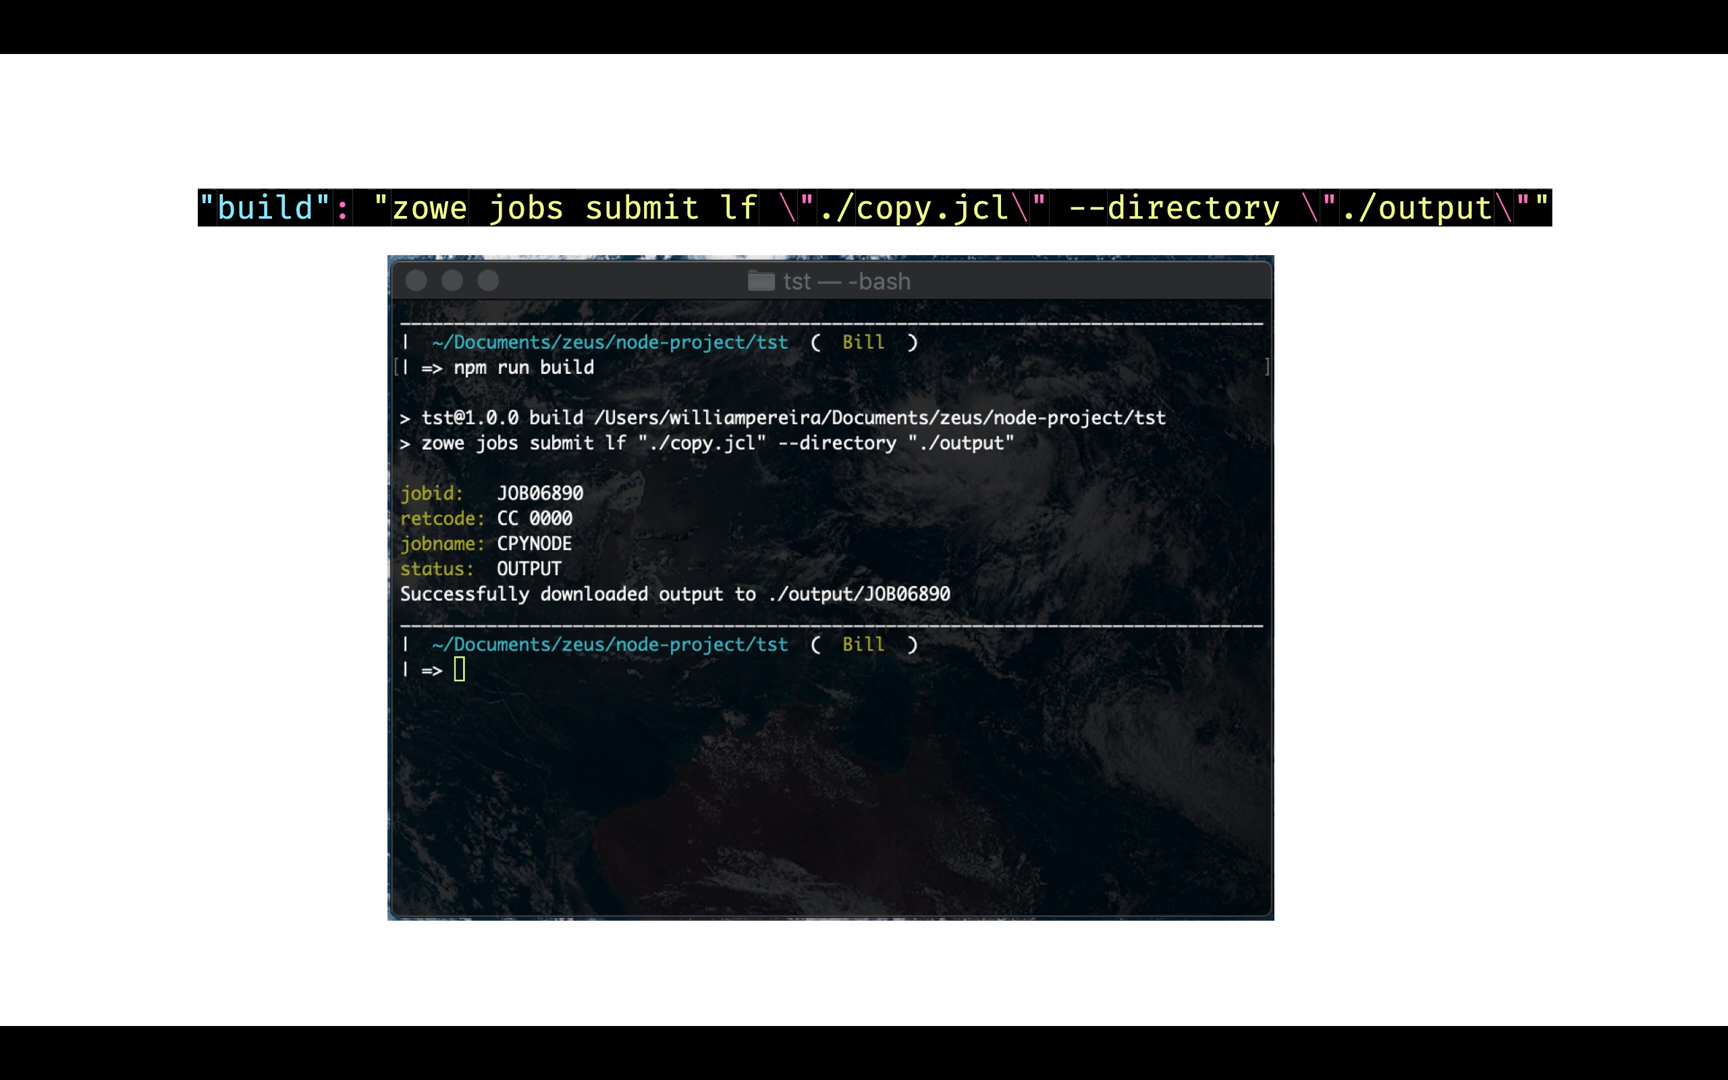 "build": "zowe jobs submit lf \"./copy.jcl\" --directory \"./output\""
tst — -bash
| ~/Documents/zeus/node-project/tst ( Bill )
[| => npm run build ]
> tst@1.0.0 build /Users/williampereira/Documents/zeus/node-project/tst
> zowe jobs submit lf "./copy.jcl" --directory "./output"
jobid: JOB06890
retcode: CC 0000
jobname: CPYNODE
status: OUTPUT
Successfully downloaded output to ./output/JOB06890
| ~/Documents/zeus/node-project/tst ( Bill )
| =>